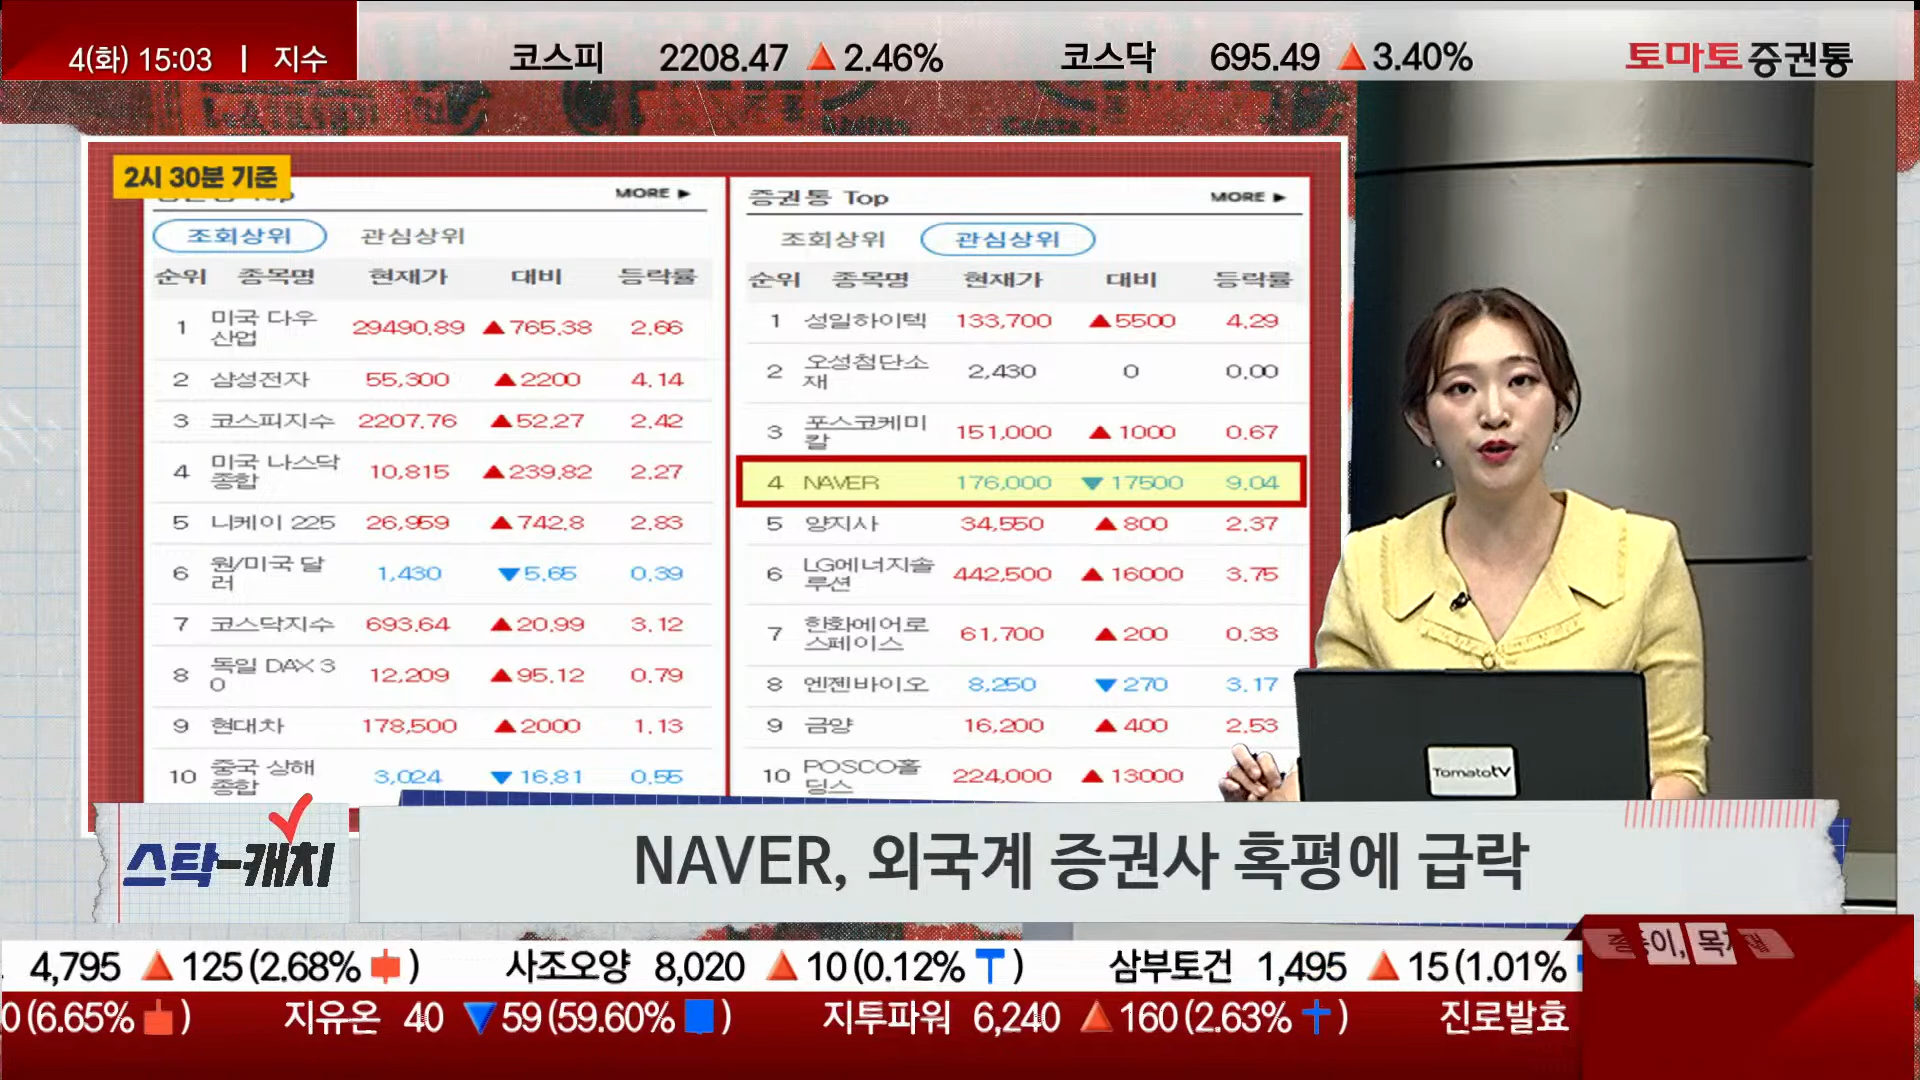 4(화) 15:03 | 지수 코스피 2208.47 ▲2.46% 코스닥 695.49 ▲3.40% 토마토증권통
2시 30분 기준
MORE ▶
조회상위 관심상위
순위 종목명 현재가 대비 등락률
1 미국 다우산업 29490.89 ▲765.38 2.66
2 삼성전자 55,300 ▲2200 4.14
3 코스피지수 2207.76 ▲52.27 2.42
4 미국 나스닥종합 10,815 ▲239.82 2.27
5 니케이 225 26,959 ▲742.8 2.83
6 원/미국 달러 1,430 ▼5.65 0.39
7 코스닥지수 693.64 ▲20.99 3.12
8 독일 DAX 30 12,209 ▲95.12 0.79
9 현대차 178,500 ▲2000 1.13
10 중국 상해종합 3,024 ▼16.81 0.55
증권통 Top MORE ▶
조회상위 관심상위
순위 종목명 현재가 대비 등락률
1 성일하이텍 133,700 ▲5500 4.29
2 오성첨단소재 2,430 0 0.00
3 포스코케미칼 151,000 ▲1000 0.67
4 NAVER 176,000 ▼17500 9.04
5 양지사 34,550 ▲800 2.37
6 LG에너지솔루션 442,500 ▲16000 3.75
7 한화에어로스페이스 61,700 ▲200 0.33
8 엔젠바이오 8,250 ▼270 3.17
9 금양 16,200 ▲400 2.53
10 POSCO홀딩스 224,000 ▲13000
Tomatotv
스탁-캐치
NAVER, 외국계 증권사 혹평에 급락
4,795 ▲125(2.68%) 사조오양 8,020 ▲10(0.12%) 삼부토건 1,495 ▲15(1.01%
0(6.65%) 지유온 40 ▼59(59.60%) 지투파워 6,240 ▲160(2.63%) 진로발효